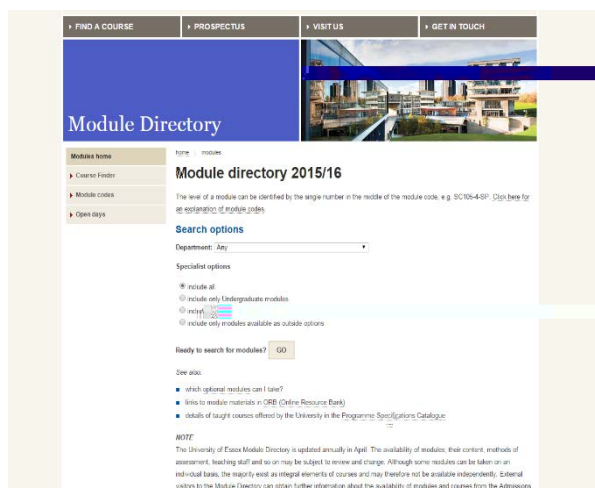 FIND A COURSE
PROSPECTUS
VISIT US
GET IN TOUCH
Module Directory
Modules home
Course Finder
Module codes
Open days
home modules
Module directory 2015/16
The level of a module can be identified by the single number in the middle of the module code, e.g. SC105-4-SP. Click here for
an explanation of module codes.
Search options
Department: Any
Specialist options
include all
include only Undergraduate modules
include only modules available as outside options
Ready to search for modules? GO
See also:
which optional modules can I take?
links to module materials in ORB (Online Resource Bank)
details of taught courses offered by the University in the Programme Specifications Catalogue
NOTE
The University of Essex Module Directory is updated annually in April. The availability of modules, their content, methods of
assessment, teaching staff and so on may be subject to review and change. Although some modules can be taken on an
individual basis, the majority exist as integral elements of courses and may therefore not be available independently. External
visitors to the Module Directory can obtain further information about the availability of modules and courses from the Admissions